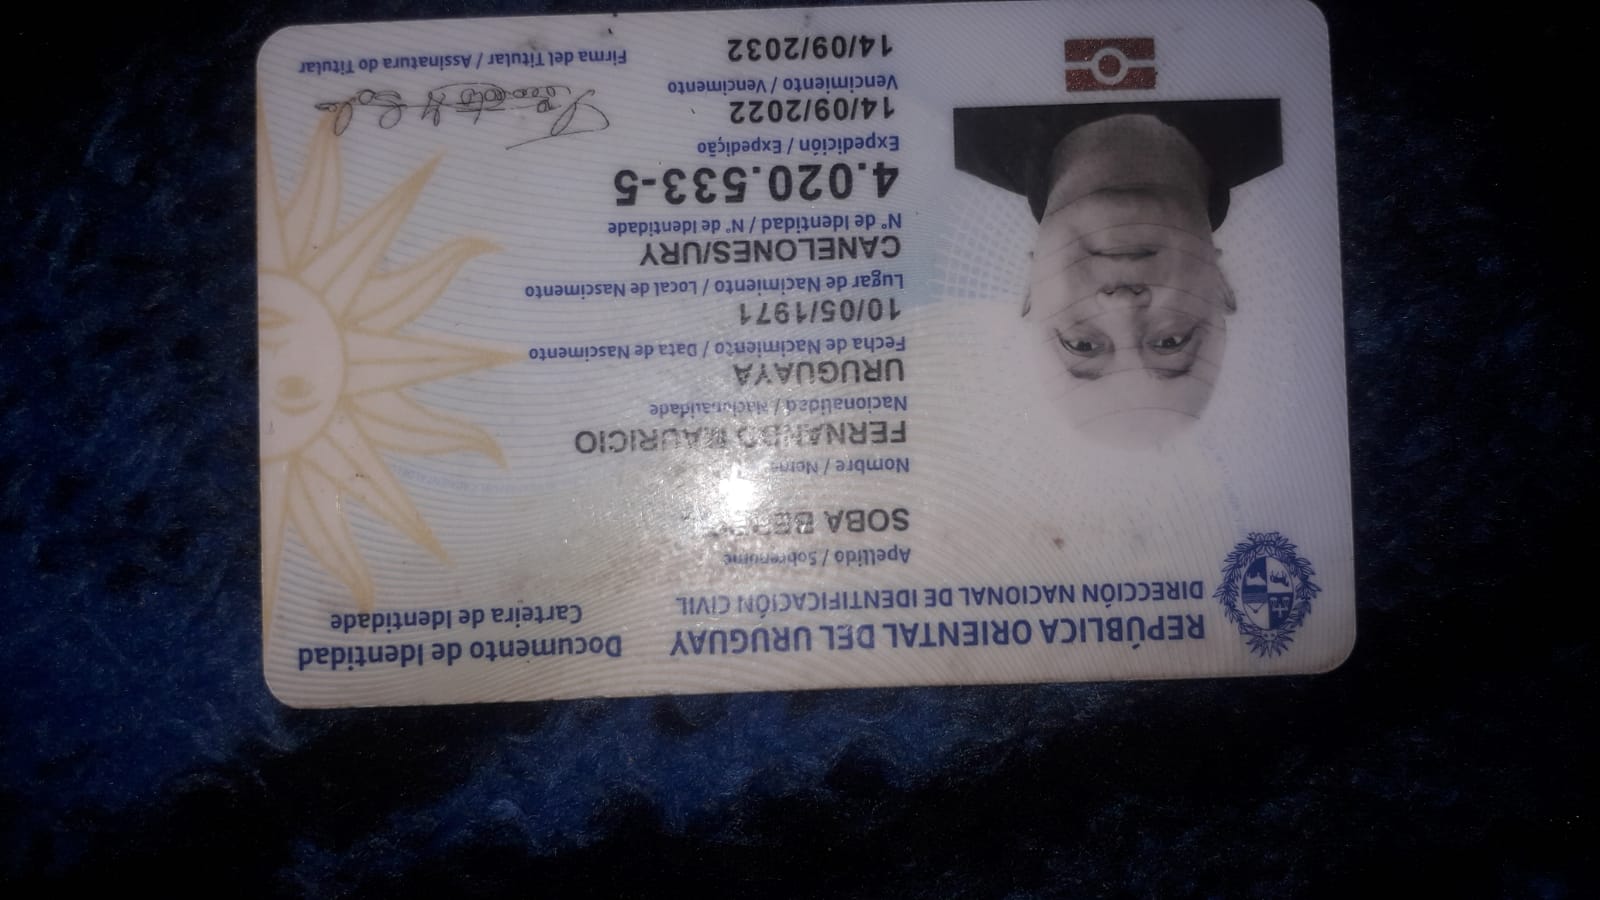 REPÚBLICA ORIENTAL DEL URUGUAY
DIRECCIÓN NACIONAL DE IDENTIFICACIÓN CIVIL
Documento de Identidad
Carteira de Identidade
Apellido / Sobrenome
SOBA
Nombre / Nome
FERNANDO MAURICIO
Nacionalidad / Nacionalidade
URUGUAYA
Fecha de Nacimiento / Data de Nascimento
10/05/1971
Lugar de Nacimiento / Local de Nascimento
CANELONES/URY
N° de Identidad / N° de Identidade
4.020.533-5
Expedición / Expedição
14/09/2022
Vencimiento / Vencimento
14/09/2032
Firma del Titular / Assinatura do Titular